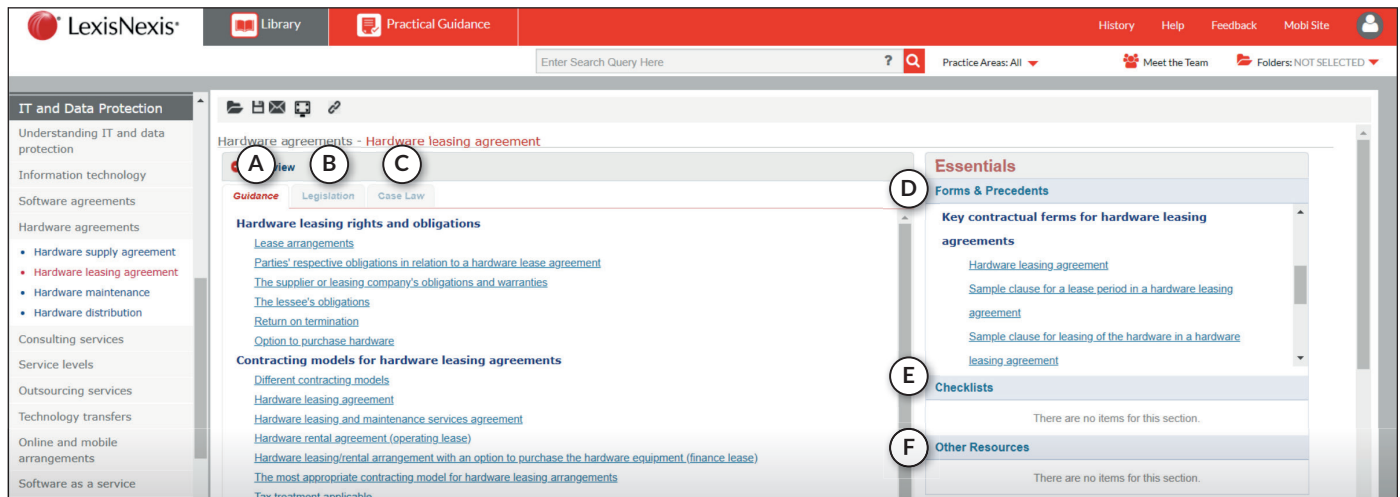 LexisNexis®
Library
Practical Guidance
History
Help
Feedback
Mobi Site
Enter Search Query Here
?
Practice Areas: All
Meet the Team
Folders: NOT SELECTED
IT and Data Protection
Understanding IT and data
protection
Information technology
Software agreements
Hardware agreements
• Hardware supply agreement
• Hardware leasing agreement
• Hardware maintenance
• Hardware distribution
Consulting services
Service levels
Outsourcing services
Technology transfers
Online and mobile
arrangements
Software as a service
Hardware agreements - Hardware leasing agreement
A
B
C
Guidance
Legislation
Case Law
Hardware leasing rights and obligations
Lease arrangements
Parties' respective obligations in relation to a hardware lease agreement
The supplier or leasing company's obligations and warranties
The lessee's obligations
Return on termination
Option to purchase hardware
Contracting models for hardware leasing agreements
Different contracting models
Hardware leasing agreement
Hardware leasing and maintenance services agreement
Hardware rental agreement (operating lease)
Hardware leasing/rental arrangement with an option to purchase the hardware equipment (finance lease)
The most appropriate contracting model for hardware leasing arrangements
Tax treatment applicable
Essentials
D
Forms & Precedents
Key contractual ferms for hardware leasing
agreements
Hardware leasing agreement
Sample clause for a lease period in a hardware leasing
agreement
Sample clause for leasing of the hardware in a hardware
leasing agreement
E
Checklists
There are no items for this section.
F
Other Resources
There are no items for this section.